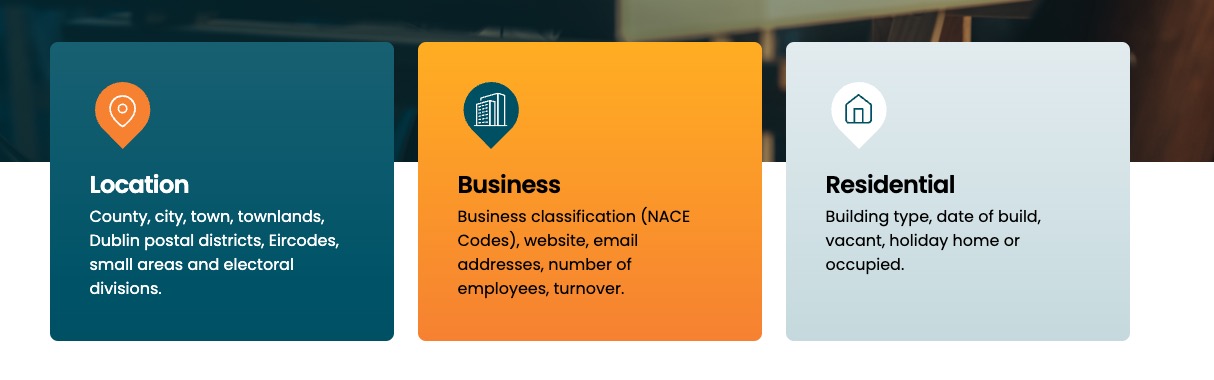 Location
County, city, town, townlands,
Dublin postal districts, Eircodes,
small areas and electoral
divisions.
Business
Business classification (NACE
Codes), website, email
addresses, number of
employees, turnover.
Residential
Building type, date of build,
vacant, holiday home or
occupied.